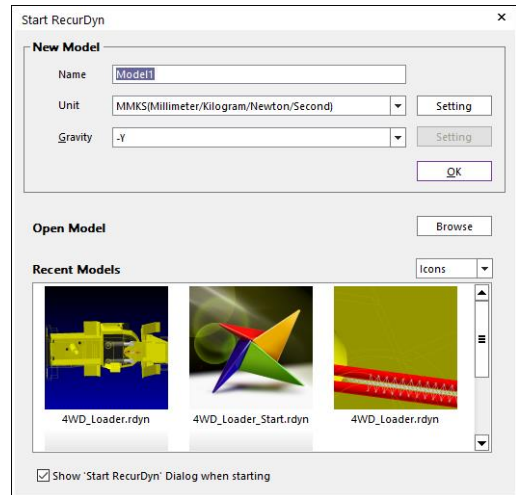 Start RecurDyn
New Model
Name Model1
Unit MMKS(Millimeter/Kilogram/Newton/Second) Setting
Gravity -Y Setting
OK
Open Model Browse
Recent Models Icons
4WD_Loader.rdyn 4WD_Loader_Start.rdyn 4WD_Loader.rdyn
Show 'Start RecurDyn' Dialog when starting